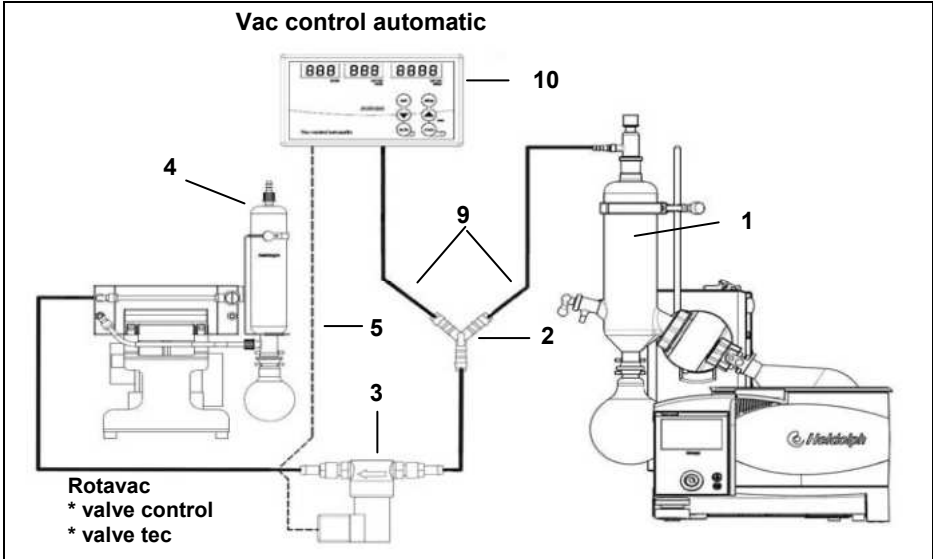 Vac control automatic
10
4
9
1
5
2
3
Heidolph
Rotavac
* valve control
* valve tec